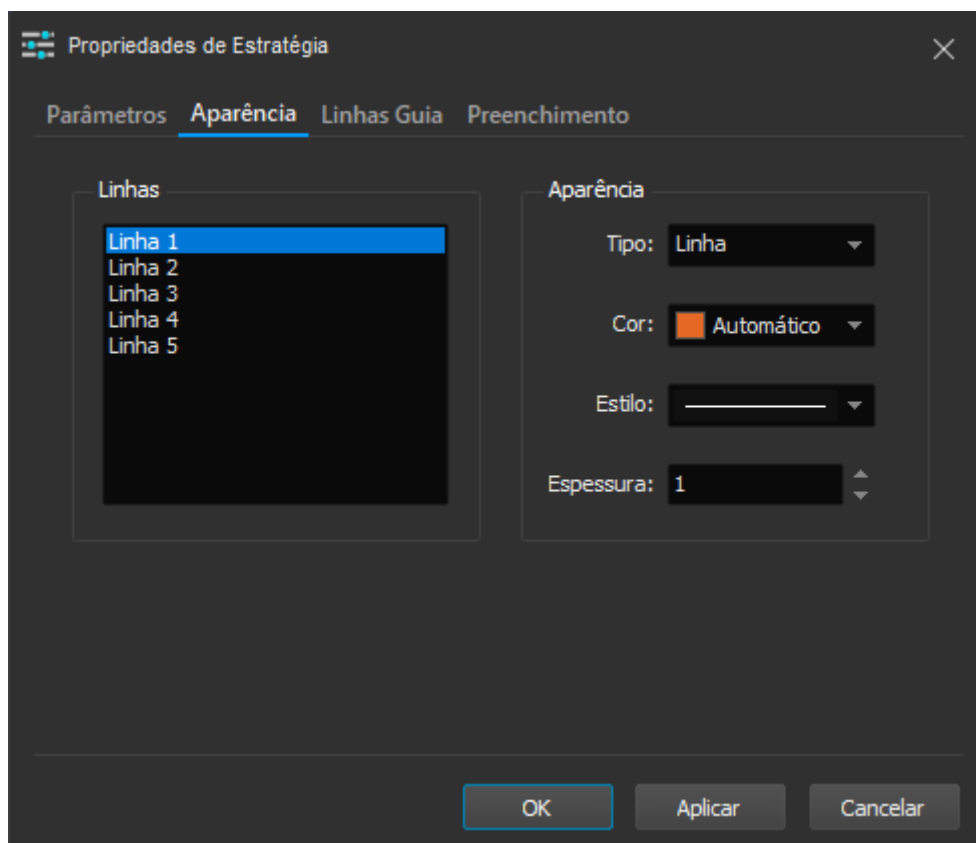 Propriedades de Estratégia
Parâmetros Aparência Linhas Guia Preenchimento
Linhas
Linha 1
Linha 2
Linha 3
Linha 4
Linha 5
Aparência
Tipo: Linha
Cor: Automático
Estilo:
Espessura: 1
OK Aplicar Cancelar